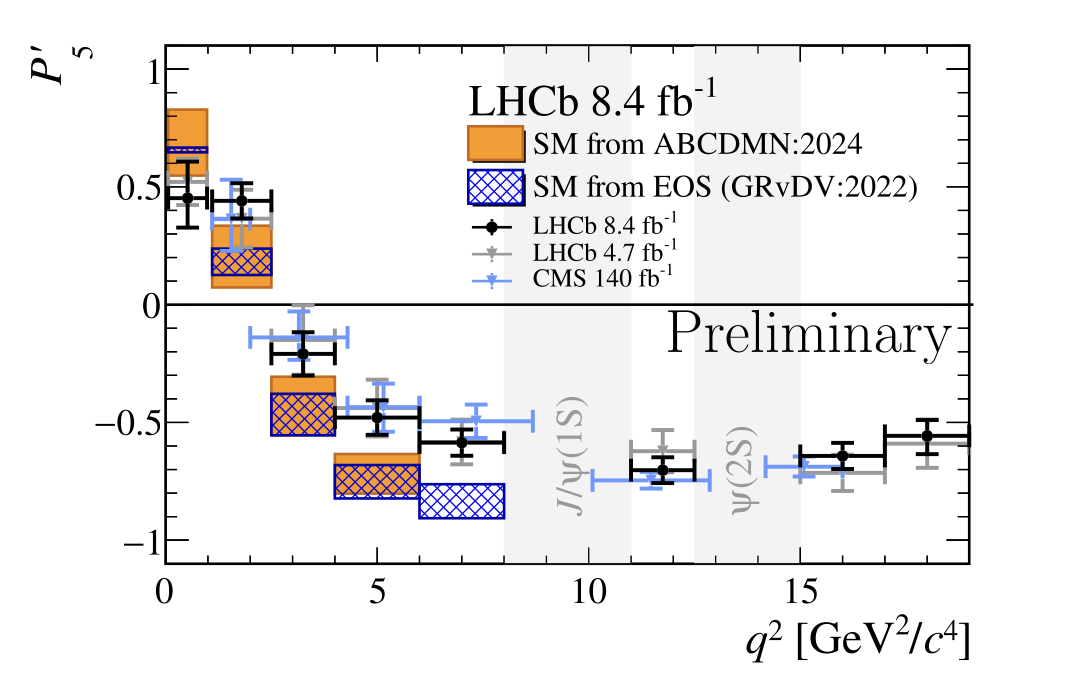 P′5
LHCb 8.4 fb-1
SM from ABCDMN:2024
SM from EOS (GRvDV:2022)
LHCb 8.4 fb-1
LHCb 4.7 fb-1
CMS 140 fb-1
Preliminary
J/ψ(1S)
ψ(2S)
1
0.5
0
−0.5
−1
0 5 10 15
q2 [GeV2/c4]